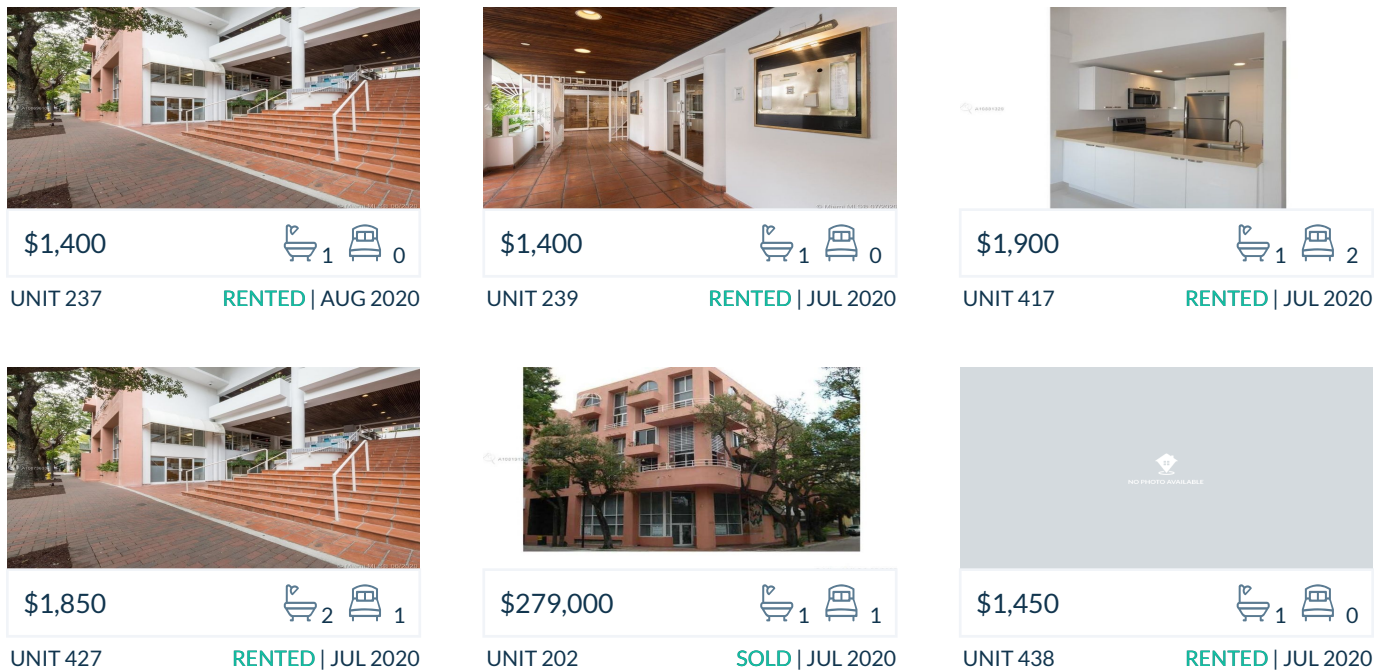 $1,400 1 0
UNIT 237 RENTED | AUG 2020
$1,400 1 0
UNIT 239 RENTED | JUL 2020
$1,900 1 2
UNIT 417 RENTED | JUL 2020
$1,850 2 1
UNIT 427 RENTED | JUL 2020
$279,000 1 1
UNIT 202 SOLD | JUL 2020
NO PHOTO AVAILABLE
$1,450 1 0
UNIT 438 RENTED | JUL 2020